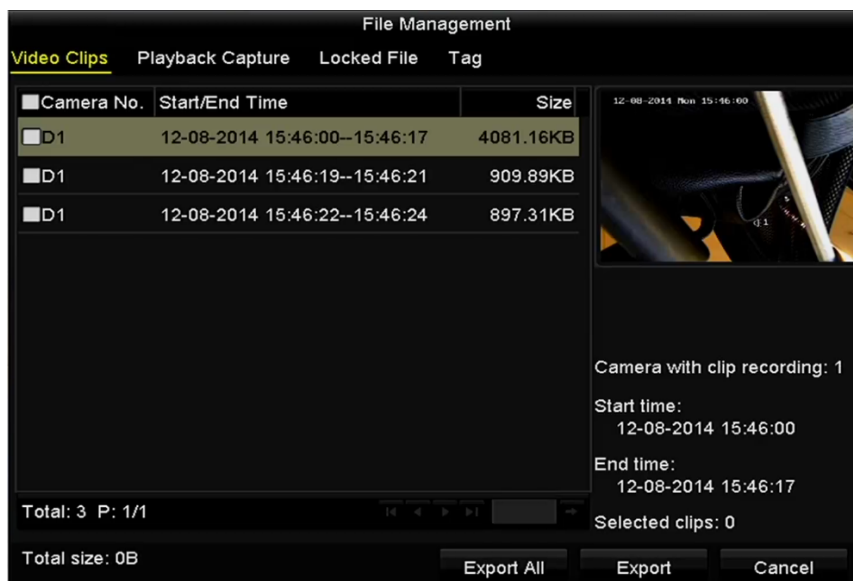 File Management
Video Clips Playback Capture Locked File Tag
Camera No. Start/End Time Size
D1 12-08-2014 15:46:00--15:46:17 4081.16KB
D1 12-08-2014 15:46:19--15:46:21 909.89KB
D1 12-08-2014 15:46:22--15:46:24 897.31KB
Total: 3 P: 1/1
Total size: 0B
12-08-2014 Mon 15:46:00
Camera with clip recording: 1
Start time:
12-08-2014 15:46:00
End time:
12-08-2014 15:46:17
Selected clips: 0
Export All Export Cancel